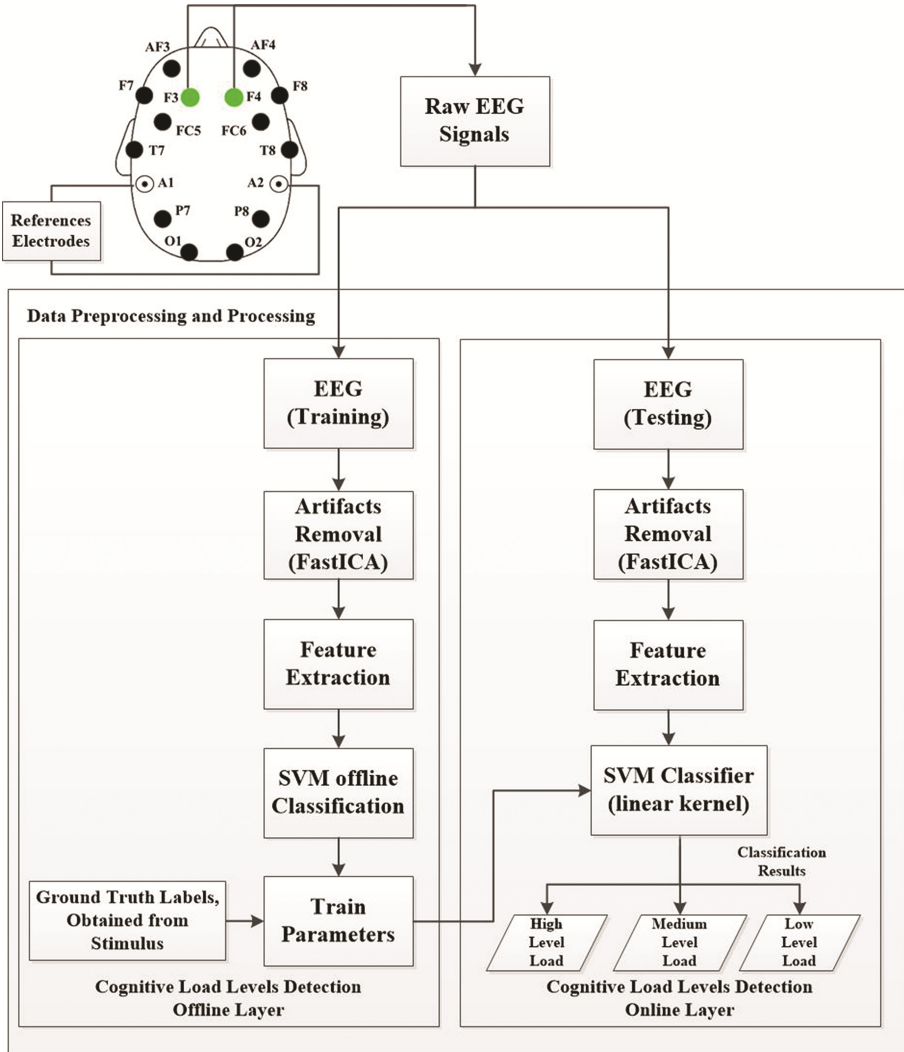 AF3
AF4
F7
F3
F4
F8
FC5
FC6
T7
T8
A1
A2
P7
P8
O1
O2
References
Electrodes
Raw EEG
Signals
Data Preprocessing and Processing
EEG
(Training)
Artifacts
Removal
(FastICA)
Feature
Extraction
SVM offline
Classification
Ground Truth Labels,
Obtained from
Stimulus
Train
Parameters
Cognitive Load Levels Detection
Offline Layer
EEG
(Testing)
Artifacts
Removal
(FastICA)
Feature
Extraction
SVM Classifier
(linear kernel)
Classification
Results
High
Level
Load
Medium
Level
Load
Low
Level
Load
Cognitive Load Levels Detection
Online Layer